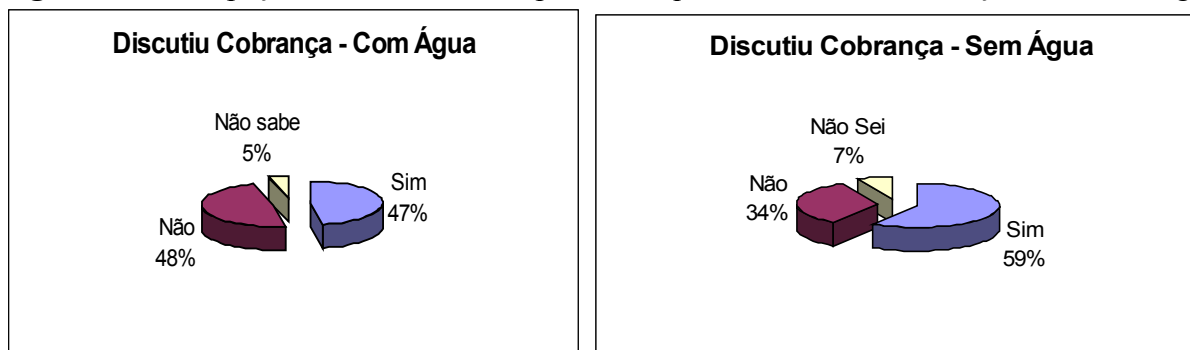 Discutiu Cobrança - Com Água
Não sabe
5%
Sim
47%
Não
48%
Discutiu Cobrança - Sem Água
Não Sei
7%
Não
34%
Sim
59%